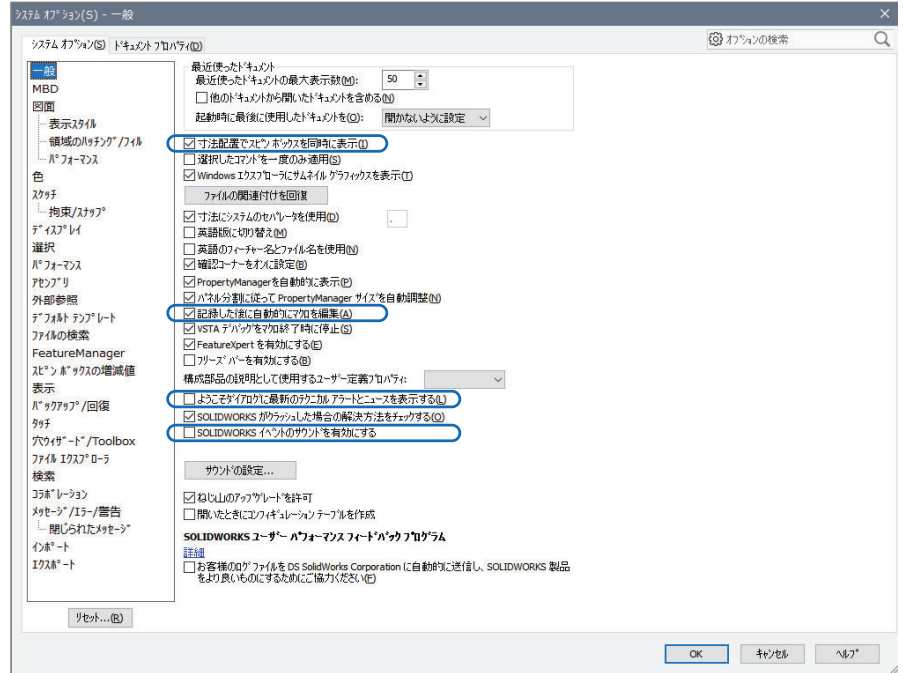 システム オプション(S) - 一般
システム オプション(S)
ドキュメント プロパティ(D)
オプションの検索
一般
MBD
図面
表示スタイル
領域のハッチング/フィル
パフォーマンス
色
スケッチ
拘束/スナップ
ディスプレイ
選択
パフォーマンス
アセンブリ
外部参照
デフォルト テンプレート
ファイルの検索
FeatureManager
スピン ボックスの増減値
表示
バックアップ/回復
タッチ
穴ウィザード/Toolbox
ファイル エクスプローラ
検索
コラボレーション
メッセージ/エラー/警告
閉じられたメッセージ
インポート
エクスポート
リセット...(R)
最近使ったドキュメント
最近使ったドキュメントの最大表示数(M): 50
他のドキュメントから開いたドキュメントを含める(N)
起動時に最後に使用したドキュメントを(O): 開かないように設定
寸法配置でスピン ボックスを同時に表示(I)
選択したコマンドを一度のみ適用(S)
Windows エクスプローラにサムネイル グラフィックスを表示(T)
ファイルの関連付けを回復
寸法にシステムのセパレータを使用(D) .
英語版に切り替え(M)
英語のフィーチャー名とファイル名を使用(N)
確認コーナーをオンに設定(B)
PropertyManagerを自動的に表示(P)
パネル分割に従って PropertyManager サイズを自動調整(N)
記録した後に自動的にマクロを編集(A)
VSTA デバッグをマクロ終了時に停止(S)
FeatureXpert を有効にする(E)
フリーズ バーを有効にする(B)
構成部品の説明として使用するユーザー定義プロパティ:
ようこそダイアログに最新のテクニカル アラートとニュースを表示する(L)
SOLIDWORKS がクラッシュした場合の解決方法をチェックする(O)
SOLIDWORKS イベントのサウンドを有効にする
サウンドの設定...
ねじ山のアップグレードを許可
開いたときにコンフィギュレーション テーブルを作成
SOLIDWORKS ユーザー パフォーマンス フィードバック プログラム
詳細
お客様のログ ファイルを DS SolidWorks Corporation に自動的に送信し、SOLIDWORKS 製品
をより良いものにするためにご協力ください(F)
OK
キャンセル
ヘルプ